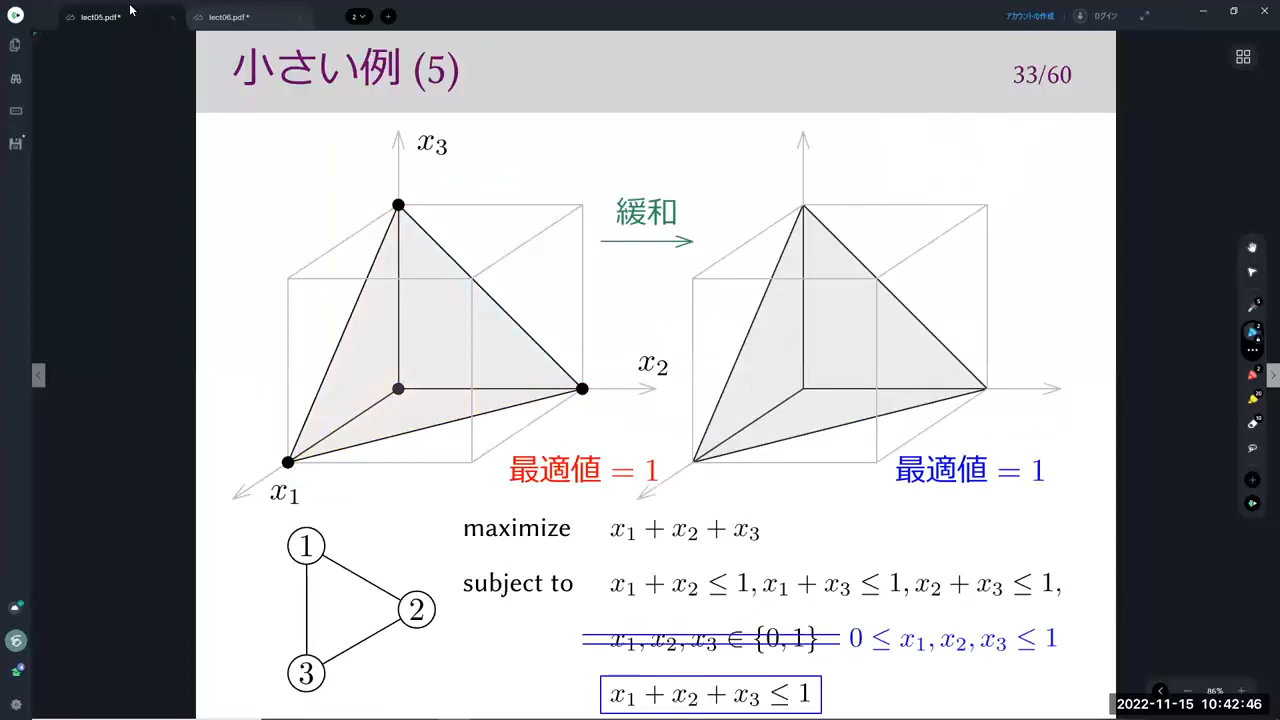 lect05.pdf*
lect06.pdf*
2
アカウントの作成
ログイン
小さい例 (5)
33/60
x3
緩和
x2
最適値 = 1
最適値 = 1
x1
1
2
3
maximize x1 + x2 + x3
subject to x1 + x2 ≤ 1, x1 + x3 ≤ 1, x2 + x3 ≤ 1,
x1, x2, x3 ∈ {0, 1} 0 ≤ x1, x2, x3 ≤ 1
x1 + x2 + x3 ≤ 1
86%
2022-11-15 10:42:46